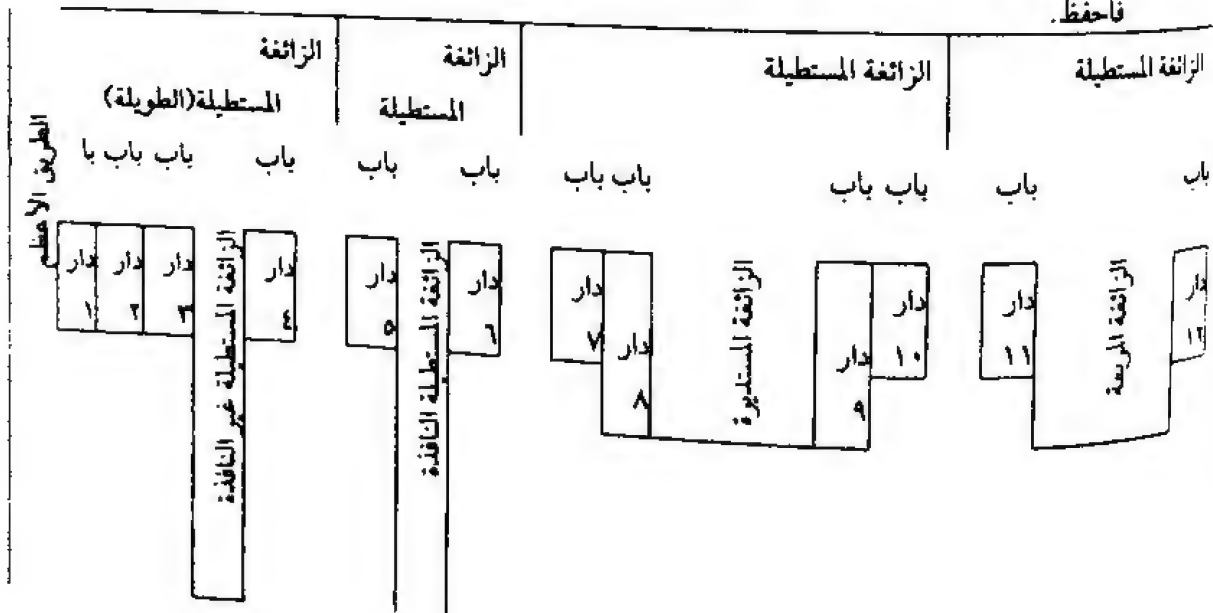 فاحفظ.
الزائغة المستطيلة
الزائغة المستطيلة
الزائغة
المستطيلة
الزائغة
المستطيلة(الطويلة)
باب
باب
باب
باب
باب
باب
باب
باب
باب
باب
باب
با
الطريق الأعظم
دار
١٢
الزائغة المربعة
دار
١١
دار
١٠
دار
٩
الزائغة المستديرة
دار
٨
دار
٧
دار
٦
الزائغة المستطيلة النافذة
دار
٥
دار
٤
الزائغة المستطيلة غير النافذة
دار
٣
دار
٢
دار
١